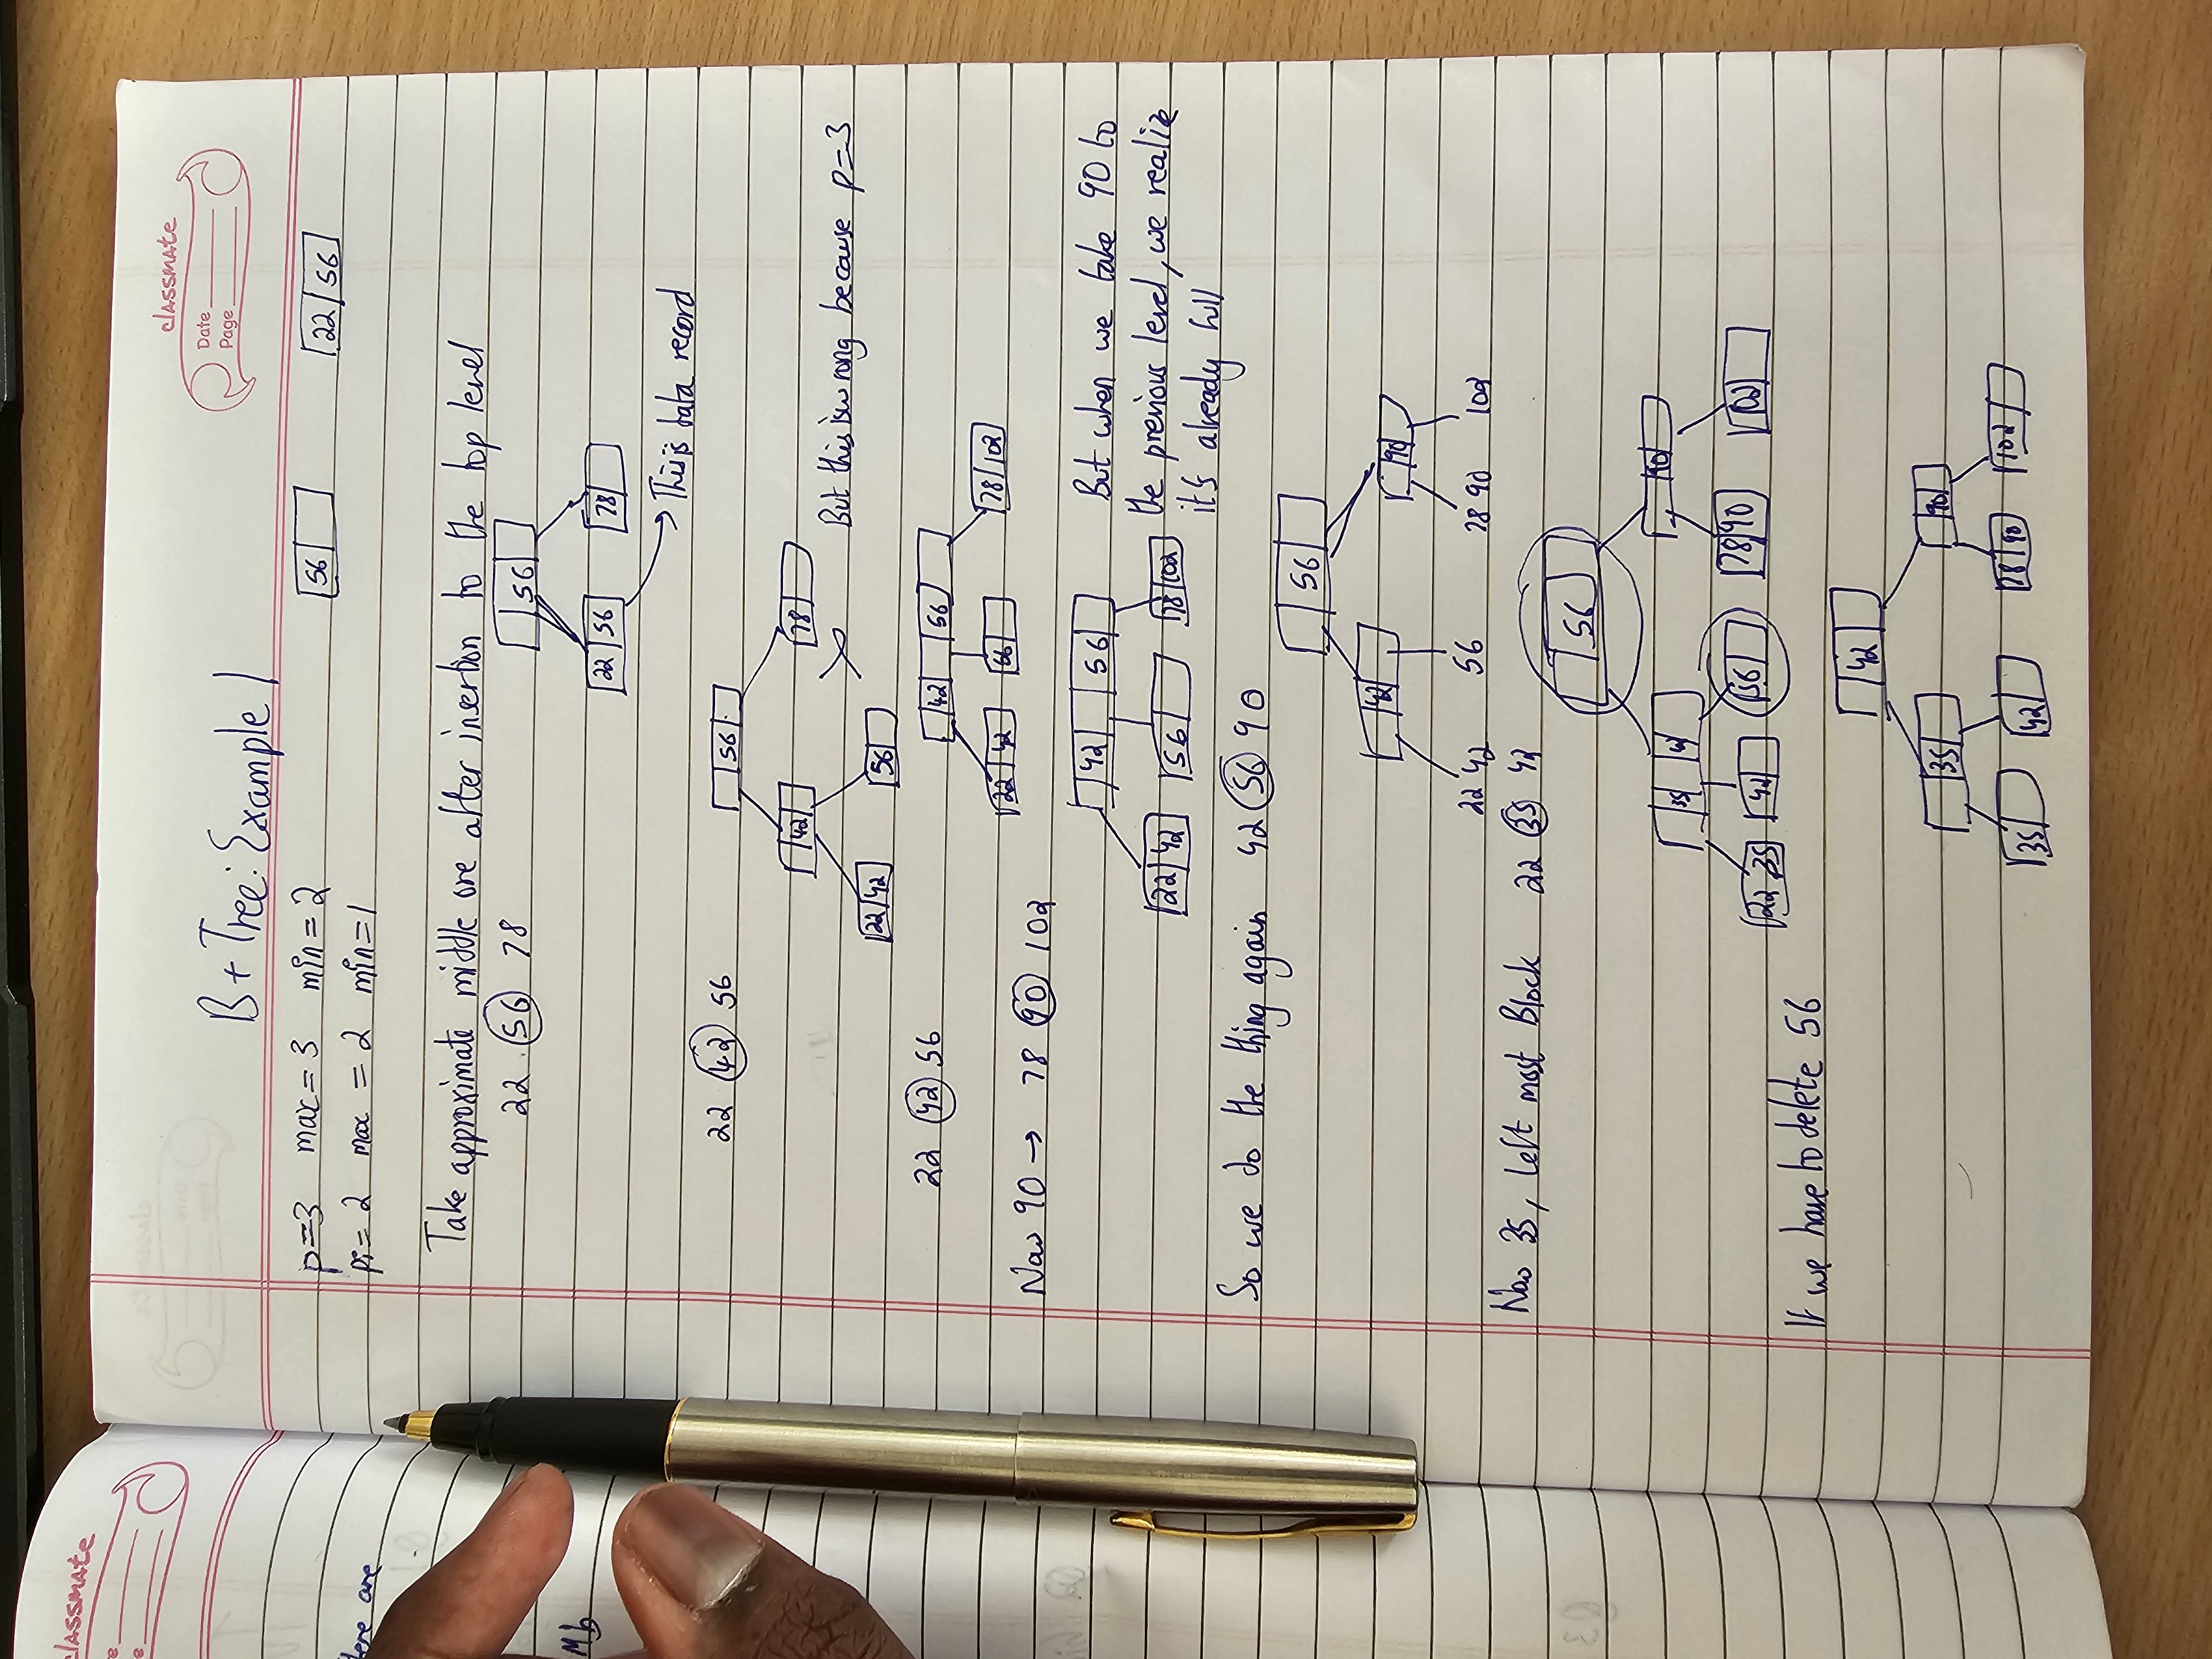 classmate
e
e
ere are
Mb
classmate
Date
Page
B+ Tree: Example 1
p=3 max = 3 min = 2
56
22 56
pi= 2 max = 2 min=1
Take approximate middle one after insertion to the top level
22 56 78
56
22 56
78
This is data record
22 42 56
56
42
78
But this is wrong because p=3
22 42
56
22 42 56
42 56
22 42
56
78 102
Now 90 → 78 90 102
42 56
22 42
56
78 102
But when we take 90 to
the previous level, we realize
it's already full
So we do the thing again 42 56 90
56
42
90
22 42
56
78 90
102
Now 35, Left most Block 22 35 42
56
35 42
90
22 35
42
56
78 90
102
If we have to delete 56
42
35
90
35
42
78 90
102